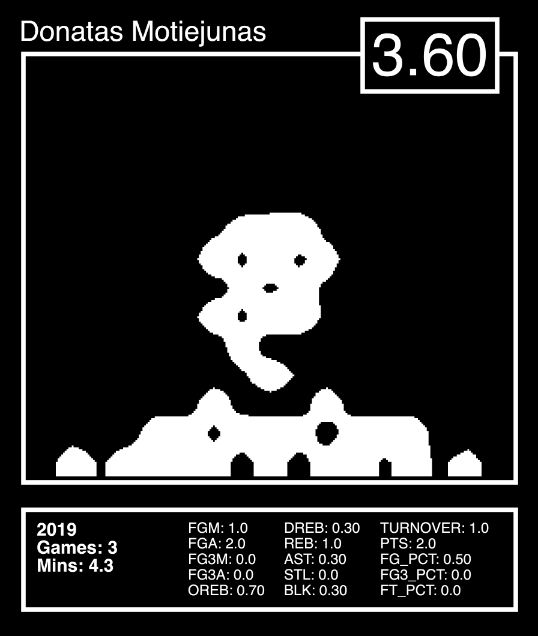 Donatas Motiejunas
3.60
2019
Games: 3
Mins: 4.3
FGM: 1.0
FGA: 2.0
FG3M: 0.0
FG3A: 0.0
OREB: 0.70
DREB: 0.30
REB: 1.0
AST: 0.30
STL: 0.0
BLK: 0.30
TURNOVER: 1.0
PTS: 2.0
FG_PCT: 0.50
FG3_PCT: 0.0
FT_PCT: 0.0